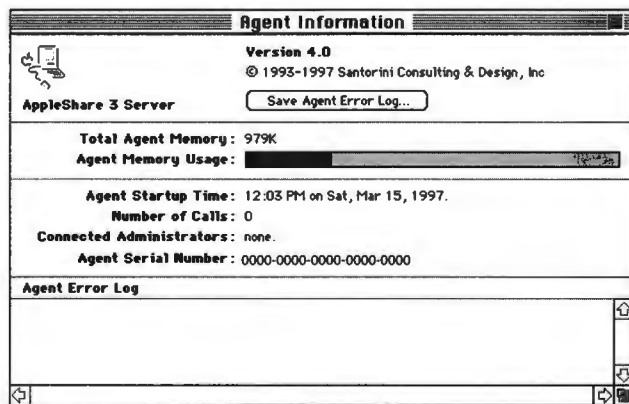 Agent Information
Version 4.0
© 1993-1997 Santorini Consulting & Design, Inc
AppleShare 3 Server
Save Agent Error Log...
Total Agent Memory: 979K
Agent Memory Usage:
Agent Startup Time: 12:03 PM on Sat, Mar 15, 1997.
Number of Calls: 0
Connected Administrators: none.
Agent Serial Number: 0000-0000-0000-0000-0000
Agent Error Log